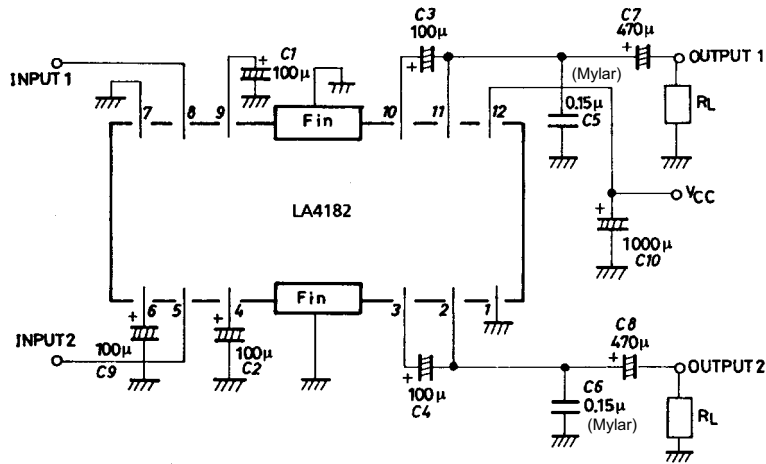 C3
100μ
C7
470μ
+
OUTPUT 1
+
C1
100μ
+
(Mylar)
INPUT 1
RL
7
8
9
Fin
10
11
12
0.15μ
C5
VCC
LA4182
+
1000μ
C10
Fin
6
5
4
3
2
1
+
+
C8
470μ
INPUT2
100μ
C9
100μ
C2
+
OUTPUT 2
+
100μ
C4
C6
0.15μ
(Mylar)
RL